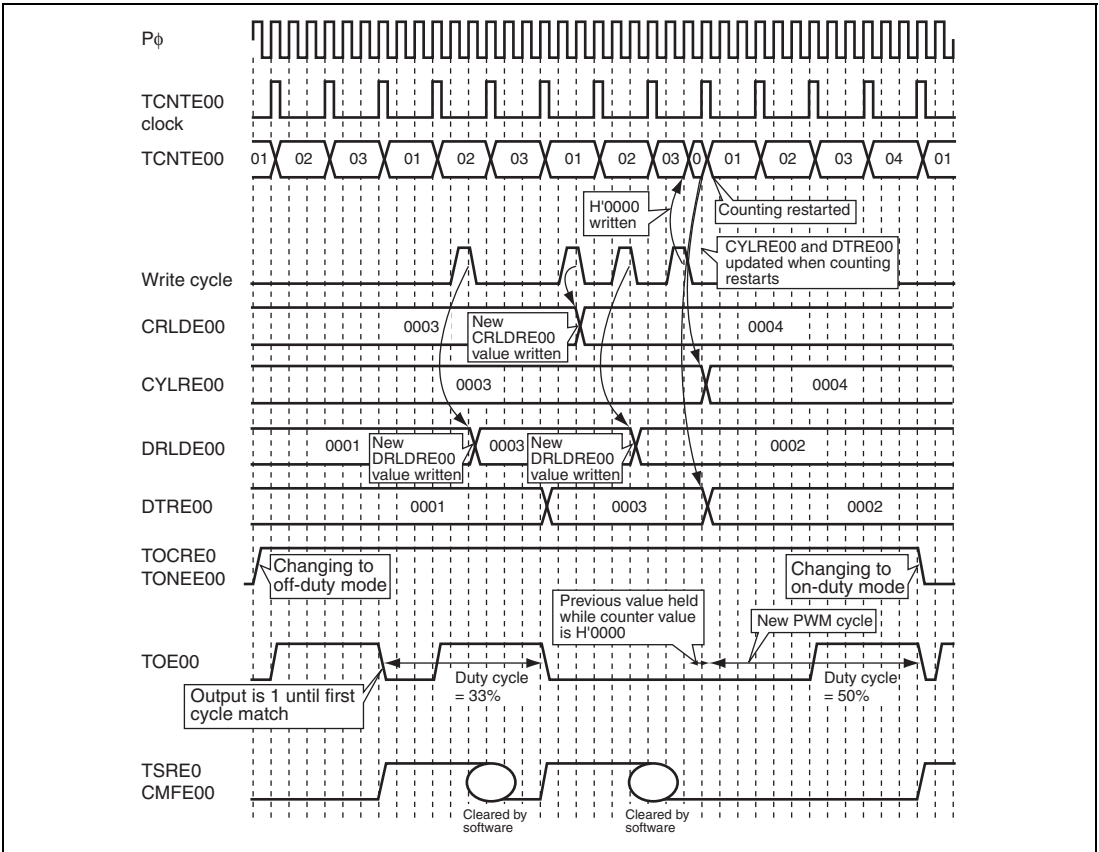 Pϕ
TCNTE00
clock
TCNTE00
01 02 03 01 02 03 01 02 03 0 01 02 03 04 01
H'0000
written
Counting restarted
CYLRE00 and DTRE00
updated when counting
restarts
Write cycle
CRLDE00
0003
New
CRLDRE00
value written
0004
CYLRE00
0003
0004
DRLDE00
0001
New
DRLDRE00
value written
0003
New
DRLDRE00
value written
0002
DTRE00
0001
0003
0002
TOCRE0
TONEE00
Changing to
off-duty mode
Changing to
on-duty mode
Previous value held
while counter value
is H'0000
New PWM cycle
TOE00
Output is 1 until first
cycle match
Duty cycle
= 33%
Duty cycle
= 50%
TSRE0
CMFE00
Cleared by
software
Cleared by
software